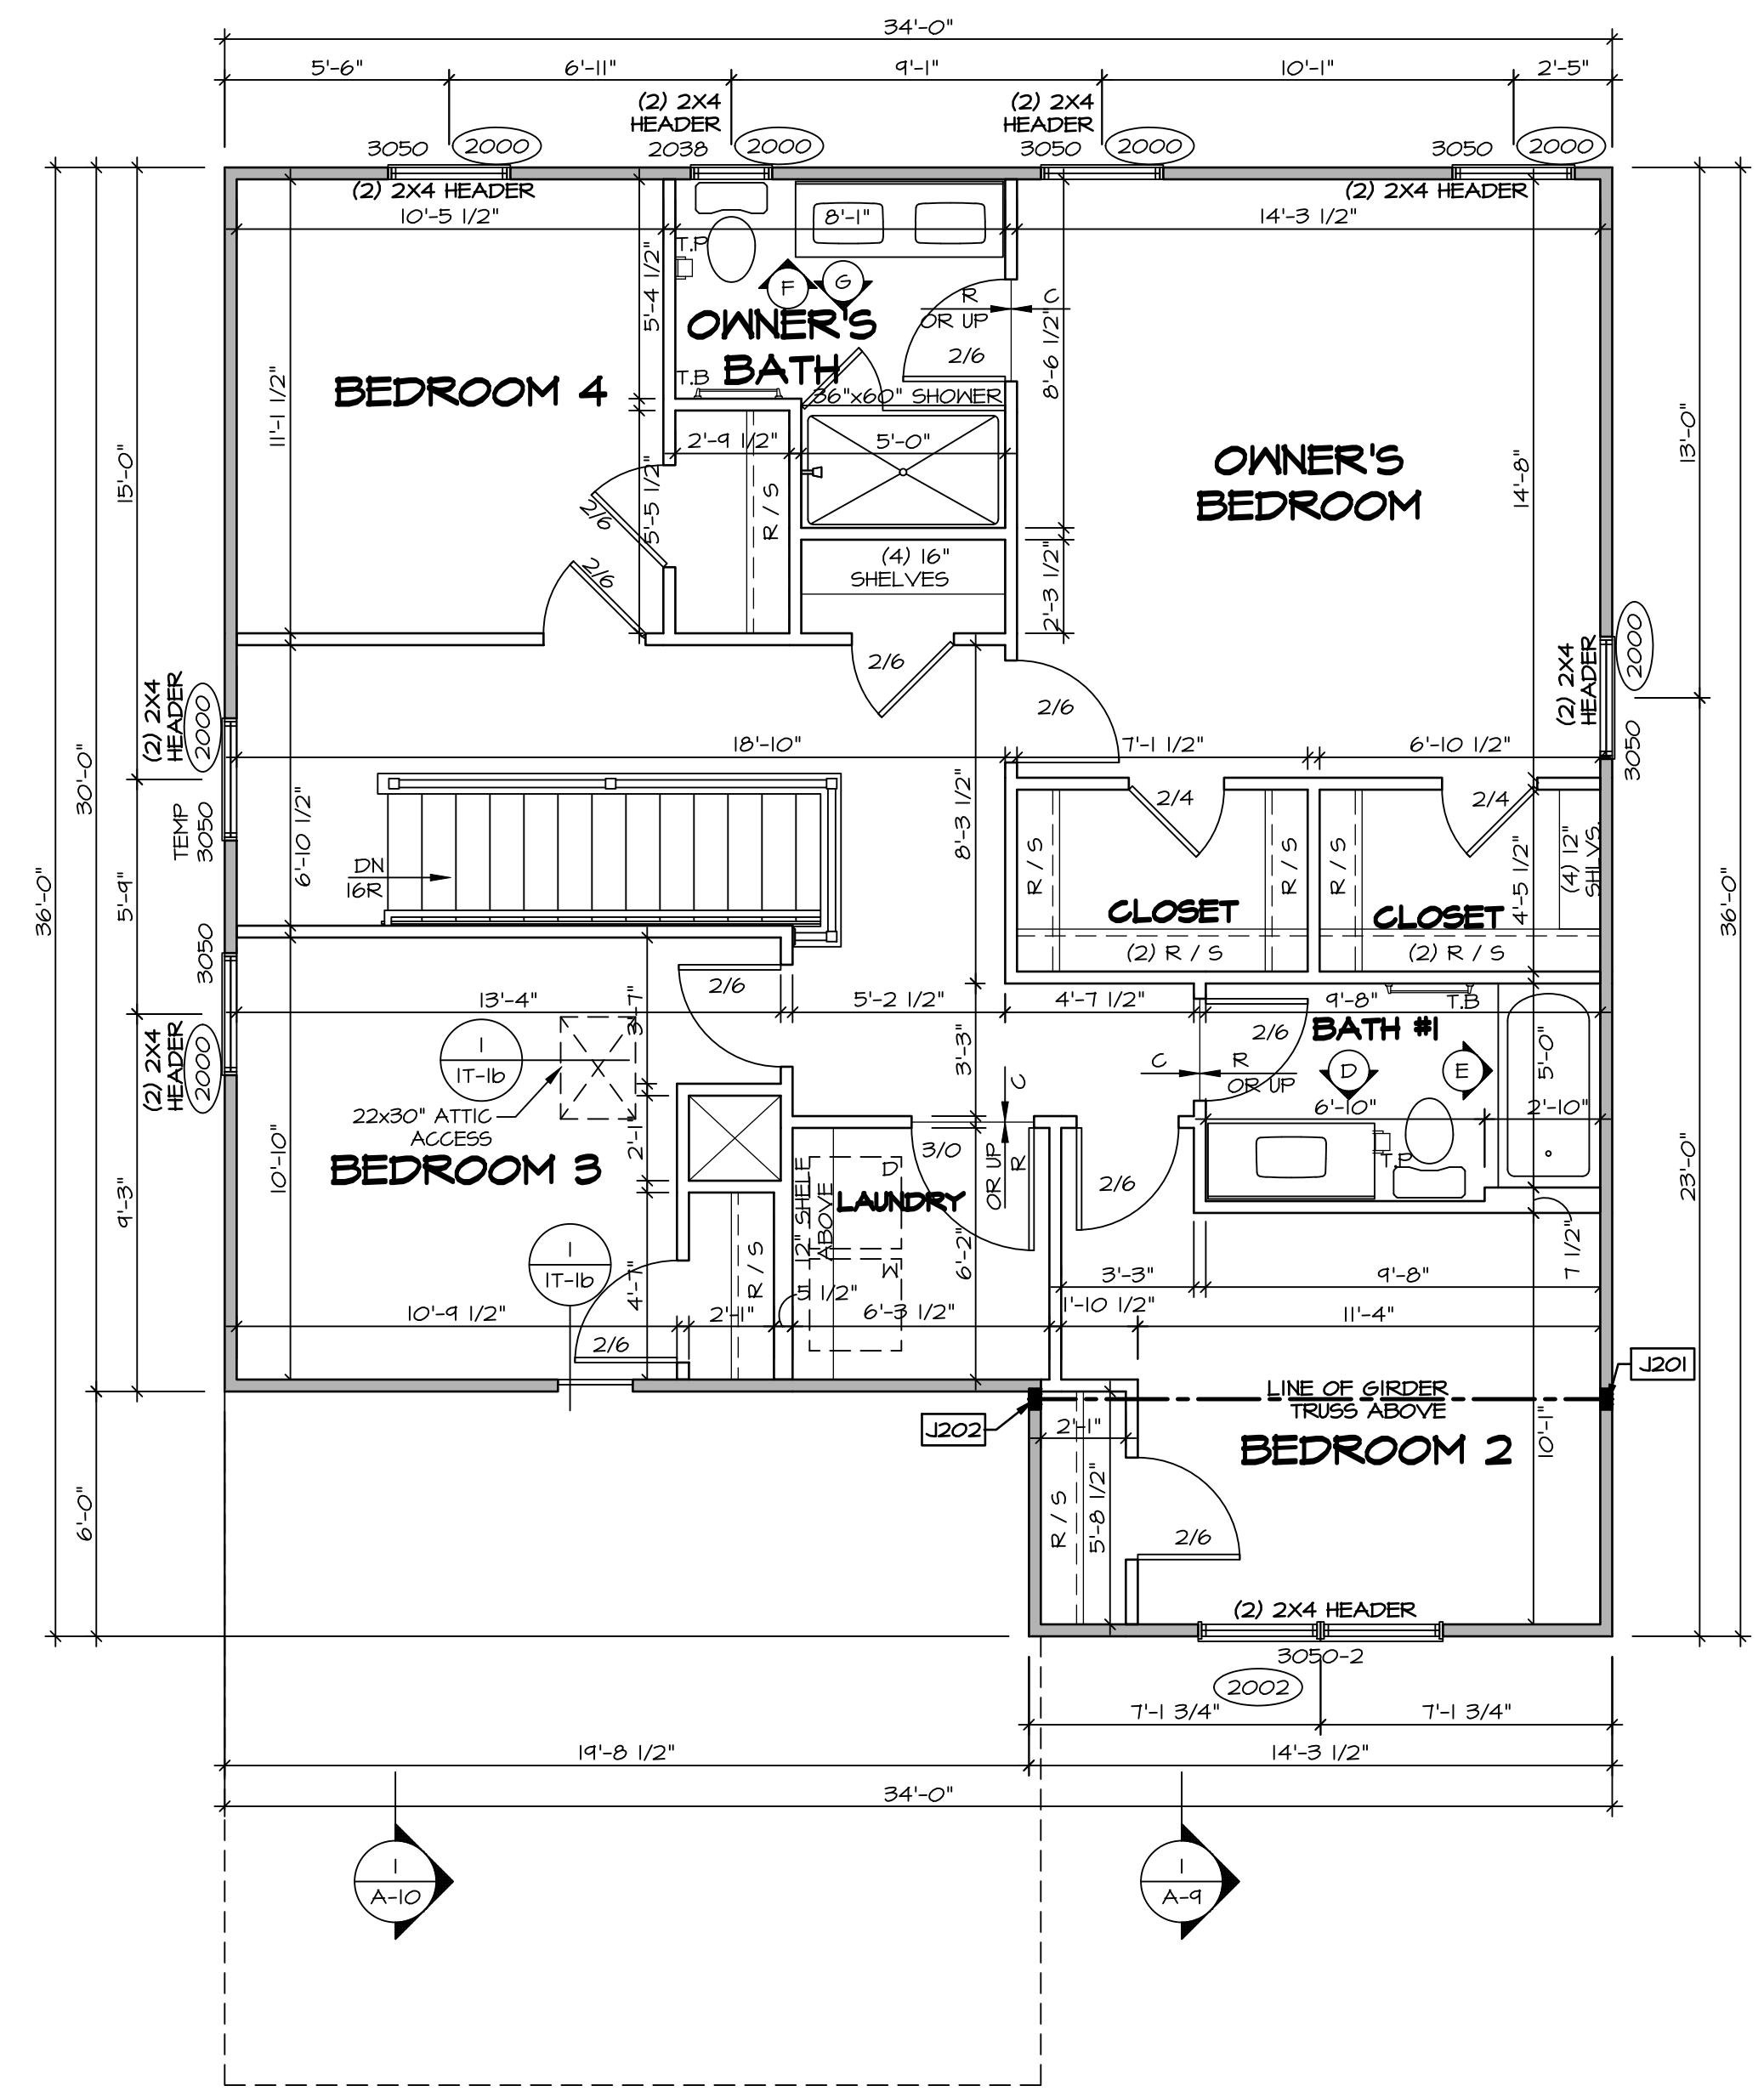 34'-0"
5'-6"
6'-11"
9'-1"
10'-1"
2'-5"
(2) 2X4
HEADER
(2) 2X4
HEADER
3050
2000
2038
2000
3050
2000
3050
2000
(2) 2X4 HEADER
(2) 2X4 HEADER
10'-5 1/2"
8'-1"
14'-3 1/2"
T.P
5'-4 1/2"
F
G
R
C
OR UP
OWNER'S
BATH
2/6
8'-6 1/2"
T.B
36"x60" SHOWER
BEDROOM 4
11'-1 1/2"
2'-9 1/2"
5'-0"
OWNER'S
BEDROOM
14'-8"
13'-0"
15'-0"
5'-5 1/2"
R / S
2/6
2/6
(4) 16"
SHELVES
2'-3 1/2"
2/6
2/6
(2) 2X4
HEADER
2000
3050
(2) 2X4
HEADER
2000
TEMP
3050
30'-0"
36'-0"
18'-10"
7'-1 1/2"
6'-10 1/2"
6'-10 1/2"
8'-3 1/2"
2/4
2/4
DN
16R
R / S
R / S
R / S
4'-5 1/2"
(4) 12"
SHLVS.
CLOSET
CLOSET
(2) R / S
(2) R / S
5'-9"
36'-0"
3050
(2) 2X4
HEADER
2000
2/6
13'-4"
3'-7"
5'-2 1/2"
4'-7 1/2"
9'-8"
T.B
BATH #1
2/6
3'-3"
1
1T-1b
22x30" ATTIC
ACCESS
C
R
OR UP
D
E
5'-0"
6'-10"
2'-10"
T.P
BEDROOM 3
10'-10"
2'-1"
C
OR UP
R
3/0
D
LAUNDRY
12" SHELF
ABOVE
W
2/6
6'-2"
9'-3"
23'-0"
7 1/2"
1
1T-1b
4'-7"
R / S
5 1/2"
3'-3"
9'-8"
10'-9 1/2"
2'-1"
6'-3 1/2"
1'-10 1/2"
11'-4"
2/6
J201
LINE OF GIRDER
TRUSS ABOVE
J202
2'-1"
BEDROOM 2
10'-1"
6'-0"
R / S
5'-8 1/2"
2/6
(2) 2X4 HEADER
3050-2
2002
7'-1 3/4"
7'-1 3/4"
19'-8 1/2"
14'-3 1/2"
34'-0"
1
A-10
1
A-9